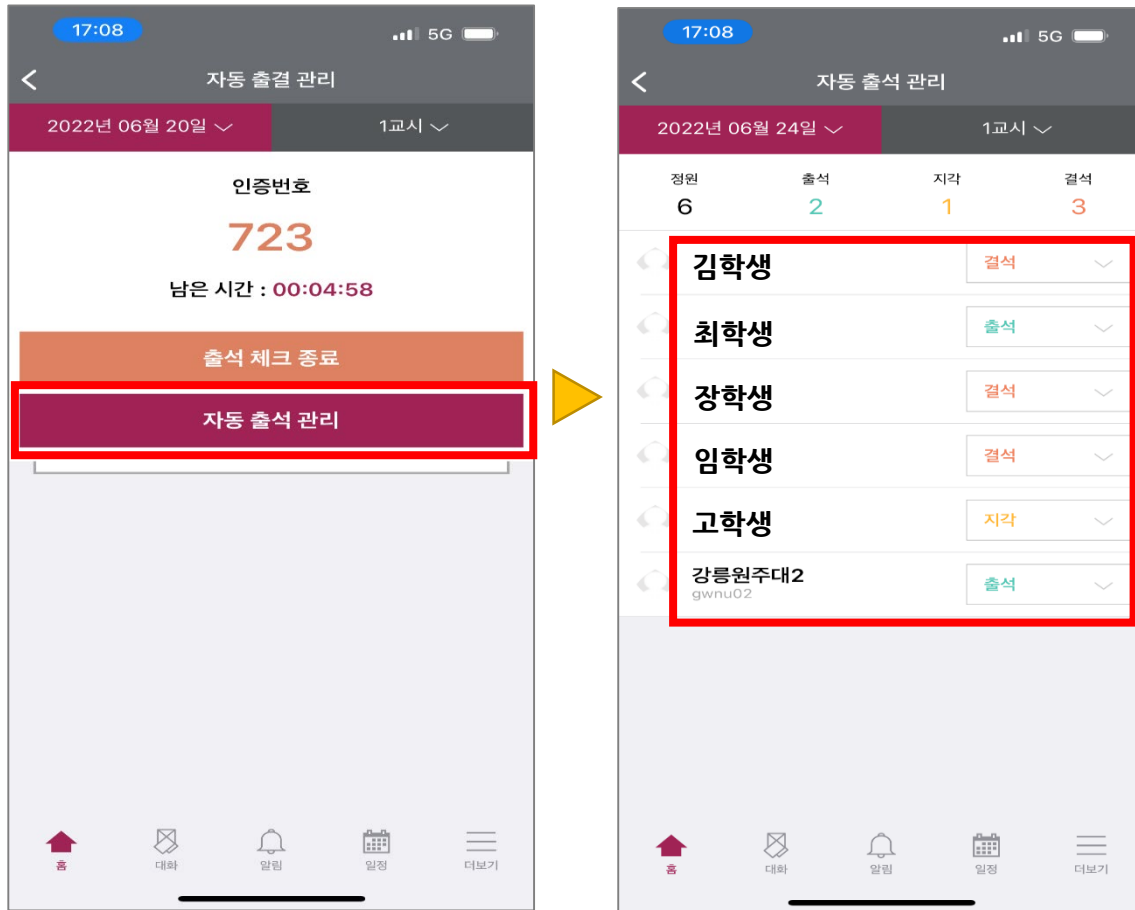 17:08
5G
자동 출결 관리
2022년 06월 20일
1교시
인증번호
723
남은 시간 : 00:04:58
출석 체크 종료
자동 출석 관리
홈
대화
알림
일정
더보기
17:08
5G
자동 출석 관리
2022년 06월 24일
1교시
정원 출석 지각 결석
6 2 1 3
김학생 결석
최학생 출석
장학생 결석
임학생 결석
고학생 지각
강릉원주대2 출석
gwnu02
홈
대화
알림
일정
더보기